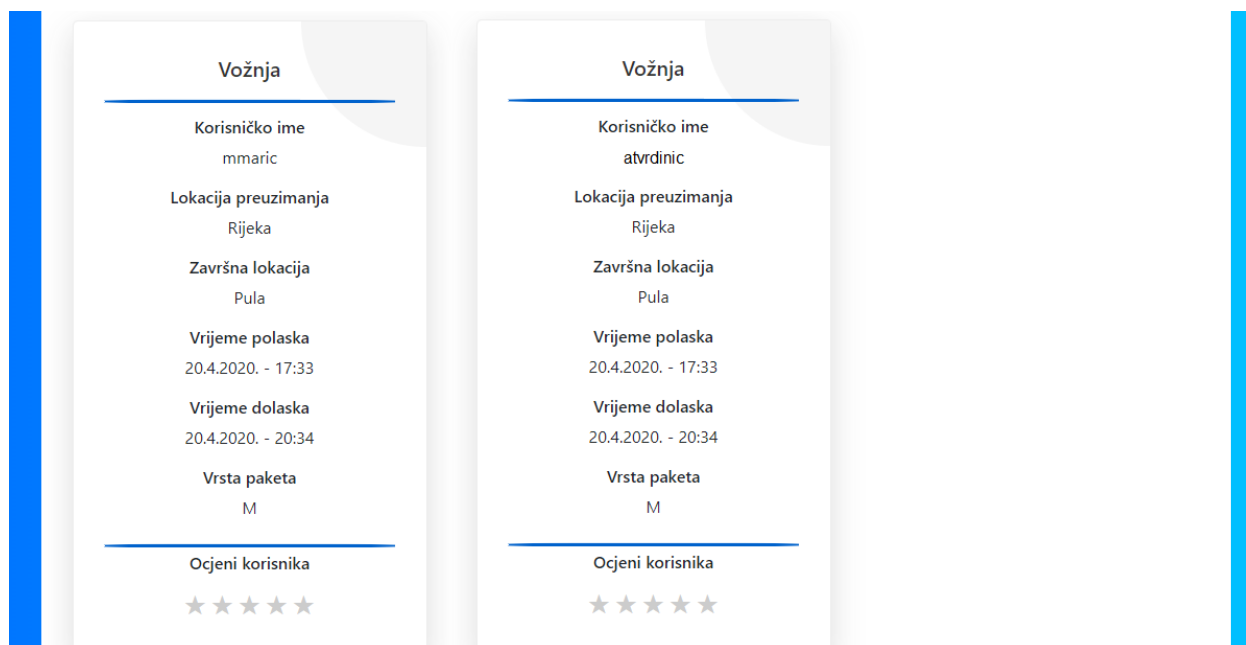 Vožnja
Korisničko ime
mmaric
Lokacija preuzimanja
Rijeka
Završna lokacija
Pula
Vrijeme polaska
20.4.2020. - 17:33
Vrijeme dolaska
20.4.2020. - 20:34
Vrsta paketa
M
Ocjeni korisnika
Vožnja
Korisničko ime
atvrdinic
Lokacija preuzimanja
Rijeka
Završna lokacija
Pula
Vrijeme polaska
20.4.2020. - 17:33
Vrijeme dolaska
20.4.2020. - 20:34
Vrsta paketa
M
Ocjeni korisnika